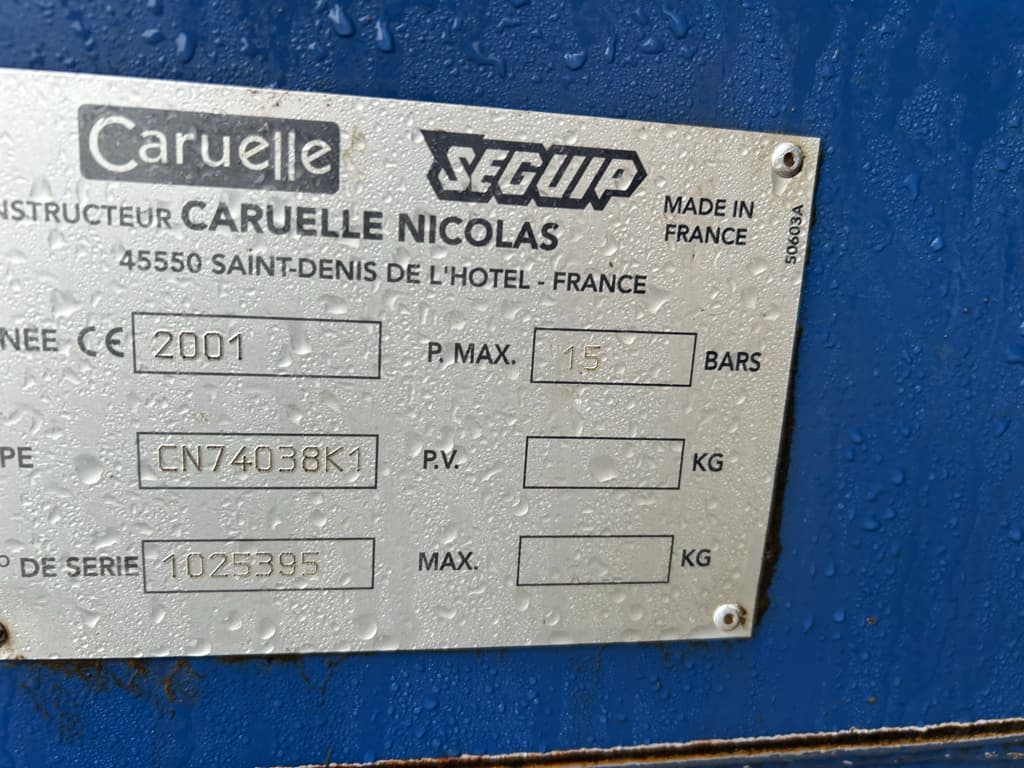 Caruelle SEGUIP
NSTRUCTEUR CARUELLE NICOLAS MADE IN
FRANCE
50603A
45550 SAINT-DENIS DE L'HOTEL - FRANCE
NEE CE 2001 P. MAX. 15 BARS
PE CN74038K1 P.V. KG
° DE SERIE 1025395 MAX. KG